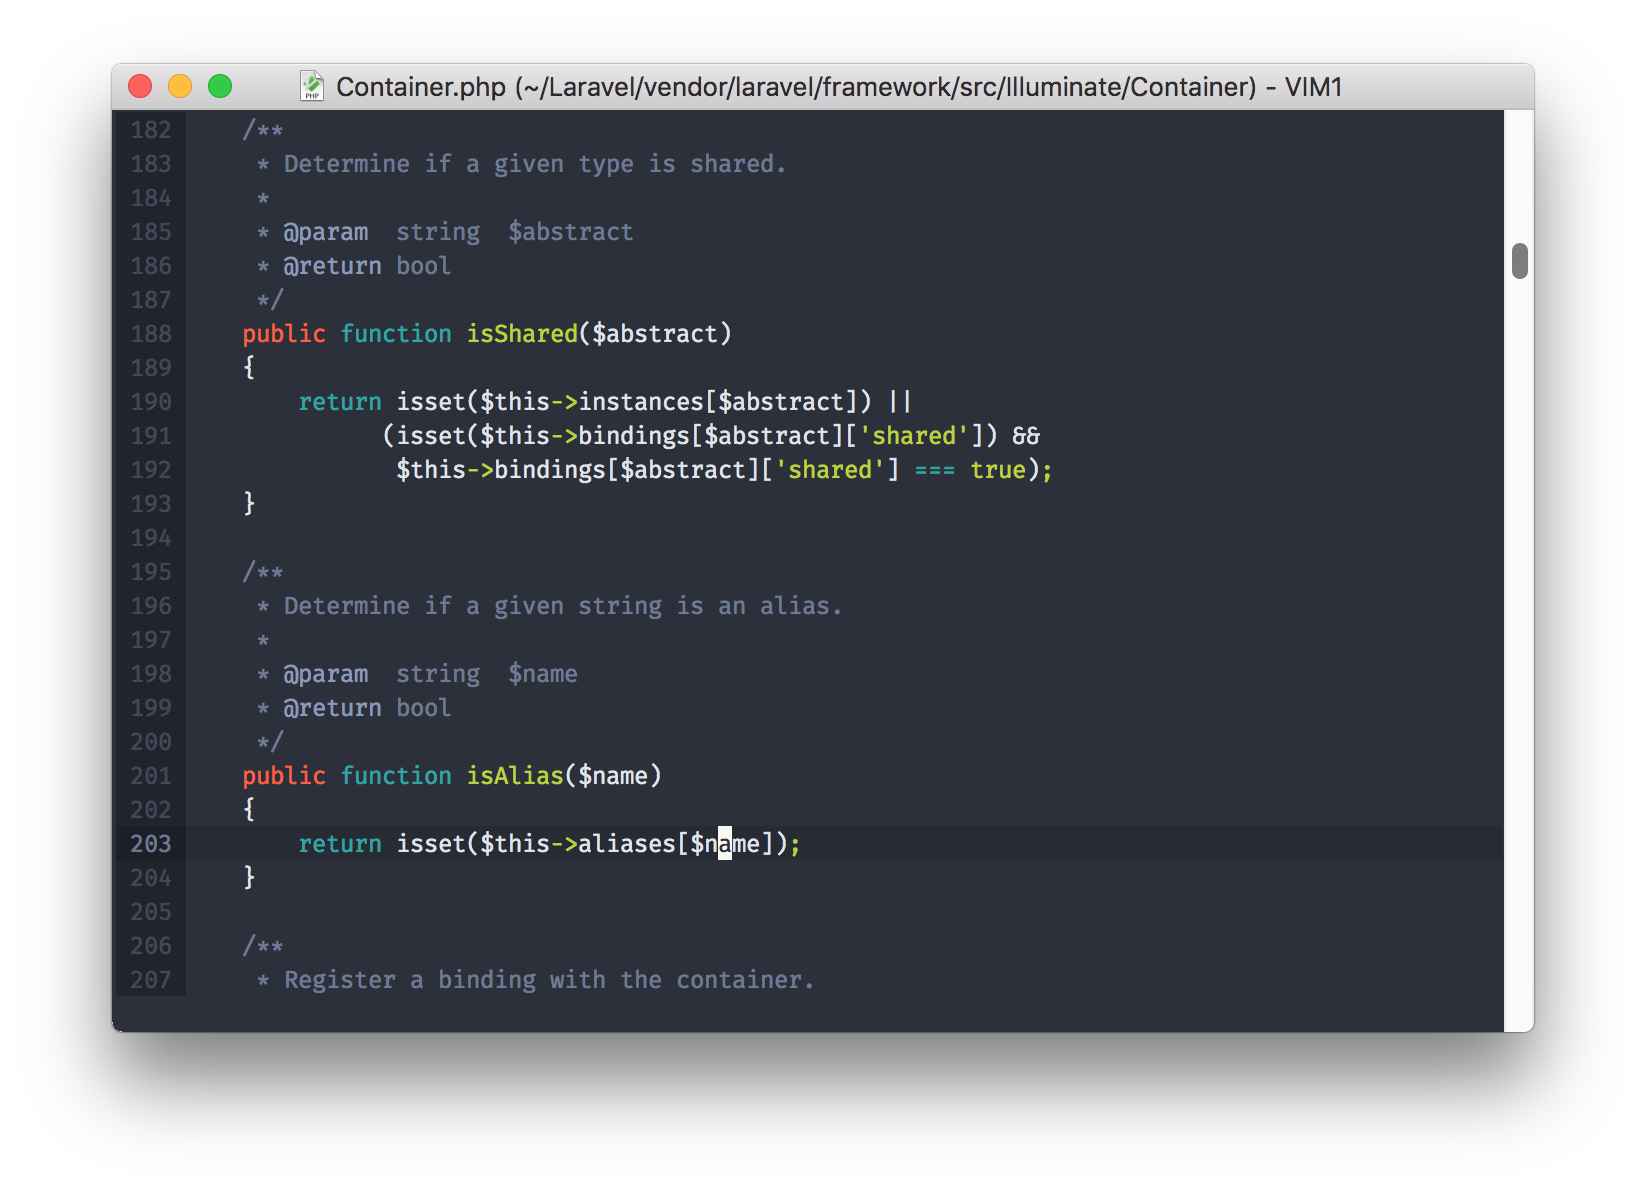 Container.php (~/Laravel/vendor/laravel/framework/src/Illuminate/Container) - VIM1
PHP
182     /**
183      * Determine if a given type is shared.
184      *
185      * @param  string  $abstract
186      * @return bool
187      */
188     public function isShared($abstract)
189     {
190         return isset($this->instances[$abstract]) ||
191               (isset($this->bindings[$abstract]['shared']) &&
192                $this->bindings[$abstract]['shared'] === true);
193     }
194
195     /**
196      * Determine if a given string is an alias.
197      *
198      * @param  string  $name
199      * @return bool
200      */
201     public function isAlias($name)
202     {
203         return isset($this->aliases[$name]);
204     }
205
206     /**
207      * Register a binding with the container.